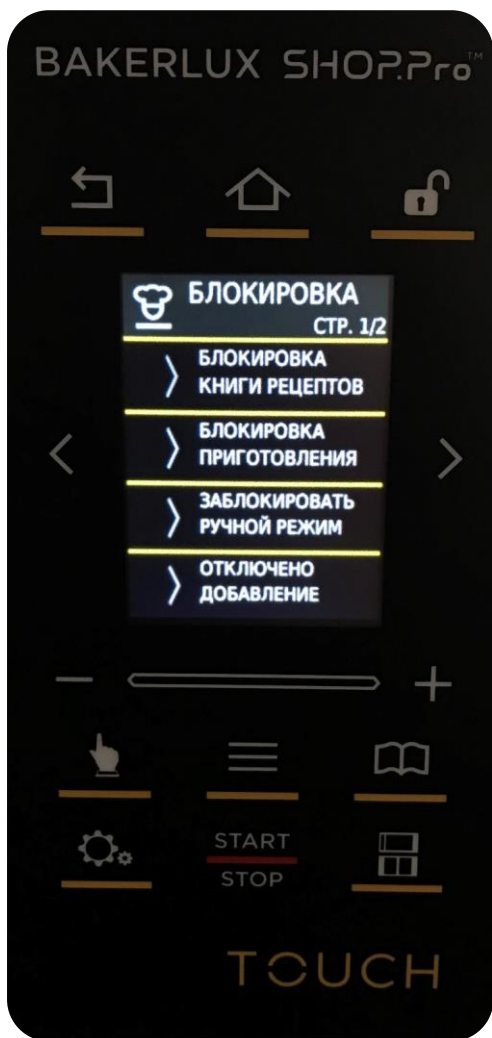 BAKERLUX SHOP.Pro™
БЛОКИРОВКА
СТР. 1/2
БЛОКИРОВКА
КНИГИ РЕЦЕПТОВ
БЛОКИРОВКА
ПРИГОТОВЛЕНИЯ
ЗАБЛОКИРОВАТЬ
РУЧНОЙ РЕЖИМ
ОТКЛЮЧЕНО
ДОБАВЛЕНИЕ
START
STOP
TOUCH